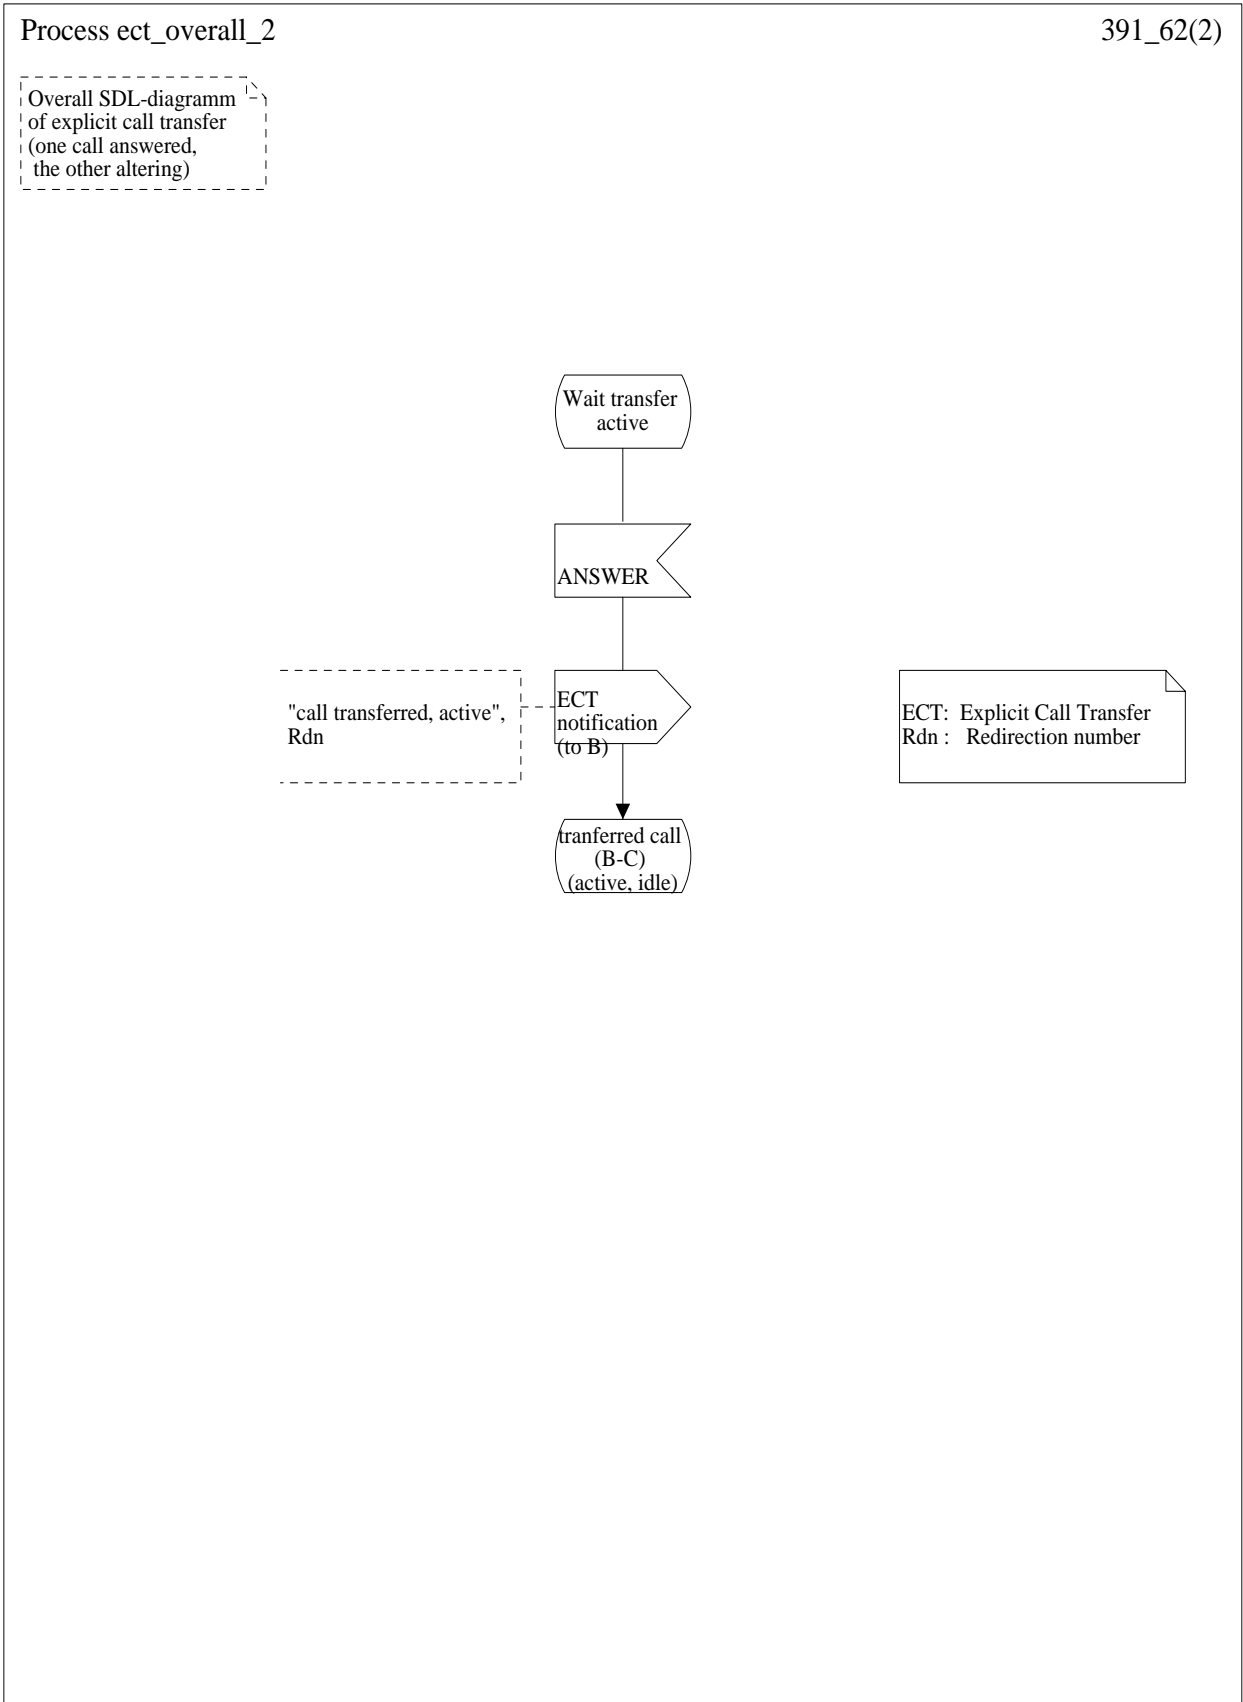 Process ect_overall_2
391_62(2)
Overall SDL-diagramm
of explicit call transfer
(one call answered,
the other altering)
Wait transfer
active
ANSWER
"call transferred, active",
Rdn
ECT
notification
(to B)
ECT: Explicit Call Transfer
Rdn : Redirection number
tranferred call
(B-C)
(active, idle)